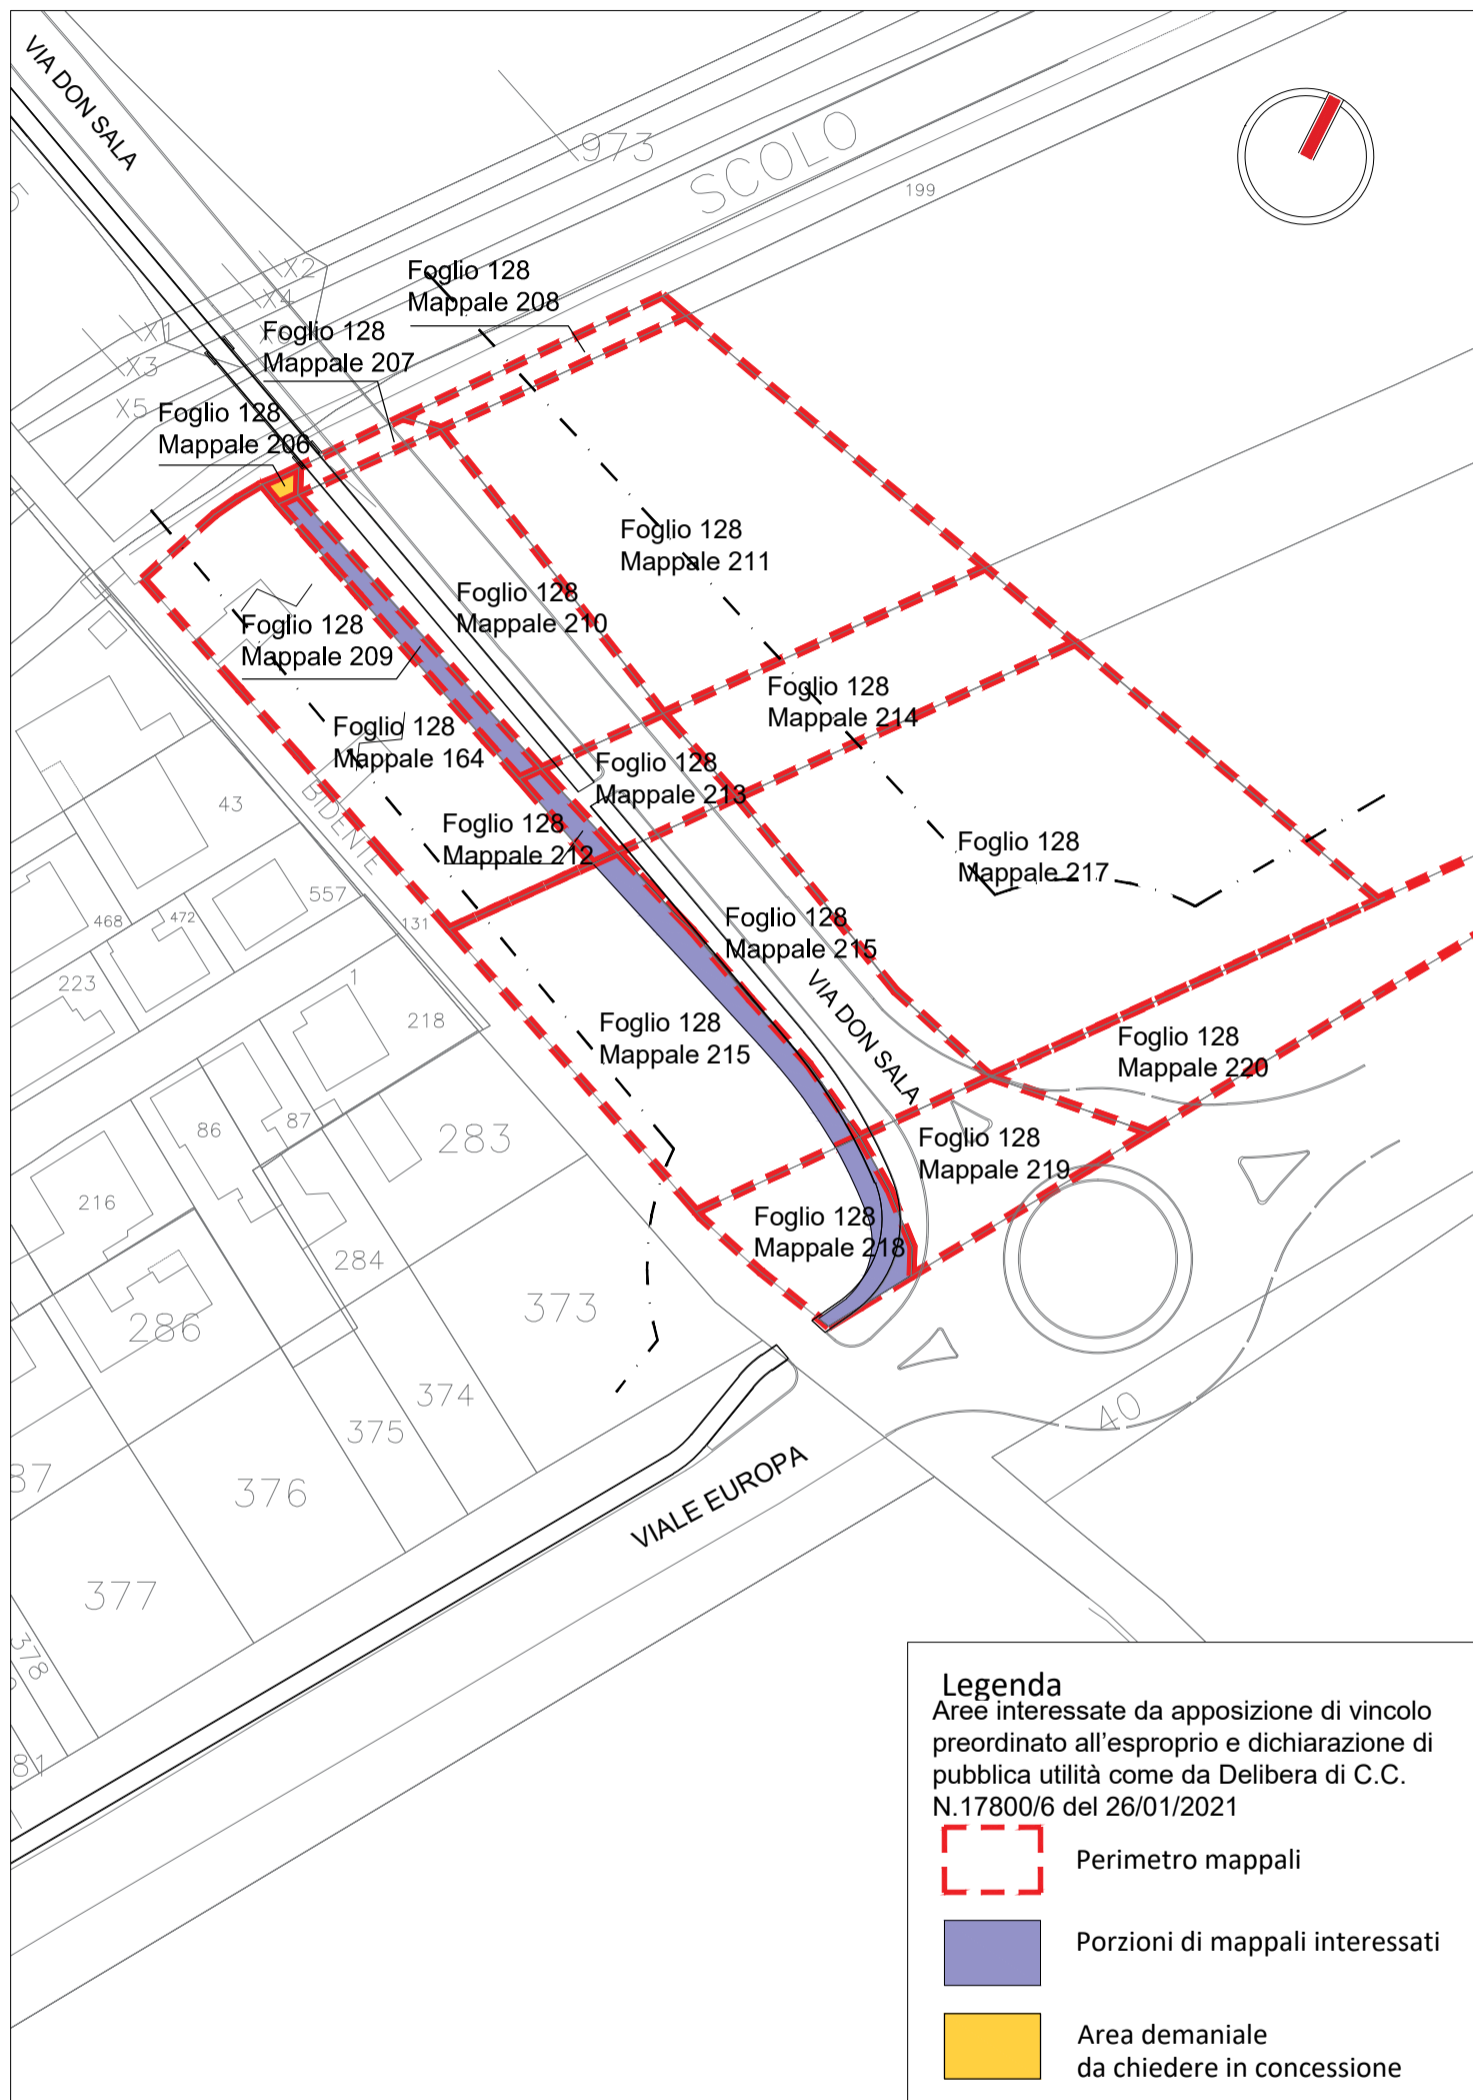 VIA DON SALA
973
SCOLO
199
X2
X4
X1
X3
X5
Foglio 128
Mappale 208
Foglio 128
Mappale 207
Foglio 128
Mappale 206
Foglio 128
Mappale 211
Foglio 128
Mappale 210
Foglio 128
Mappale 209
Foglio 128
Mappale 214
Foglio 128
Mappale 164
Foglio 128
Mappale 213
BIDENTE
43
Foglio 128
Mappale 212
Foglio 128
Mappale 217
557
468
472
131
Foglio 128
Mappale 215
223
1
218
VIA DON SALA
Foglio 128
Mappale 215
Foglio 128
Mappale 220
86
87
283
Foglio 128
Mappale 219
216
Foglio 128
Mappale 218
284
286
373
374
375
40
376
87
VIALE EUROPA
377
378
81
Legenda
Aree interessate da apposizione di vincolo
preordinato all'esproprio e dichiarazione di
pubblica utilità come da Delibera di C.C.
N.17800/6 del 26/01/2021
Perimetro mappali
Porzioni di mappali interessati
Area demaniale
da chiedere in concessione